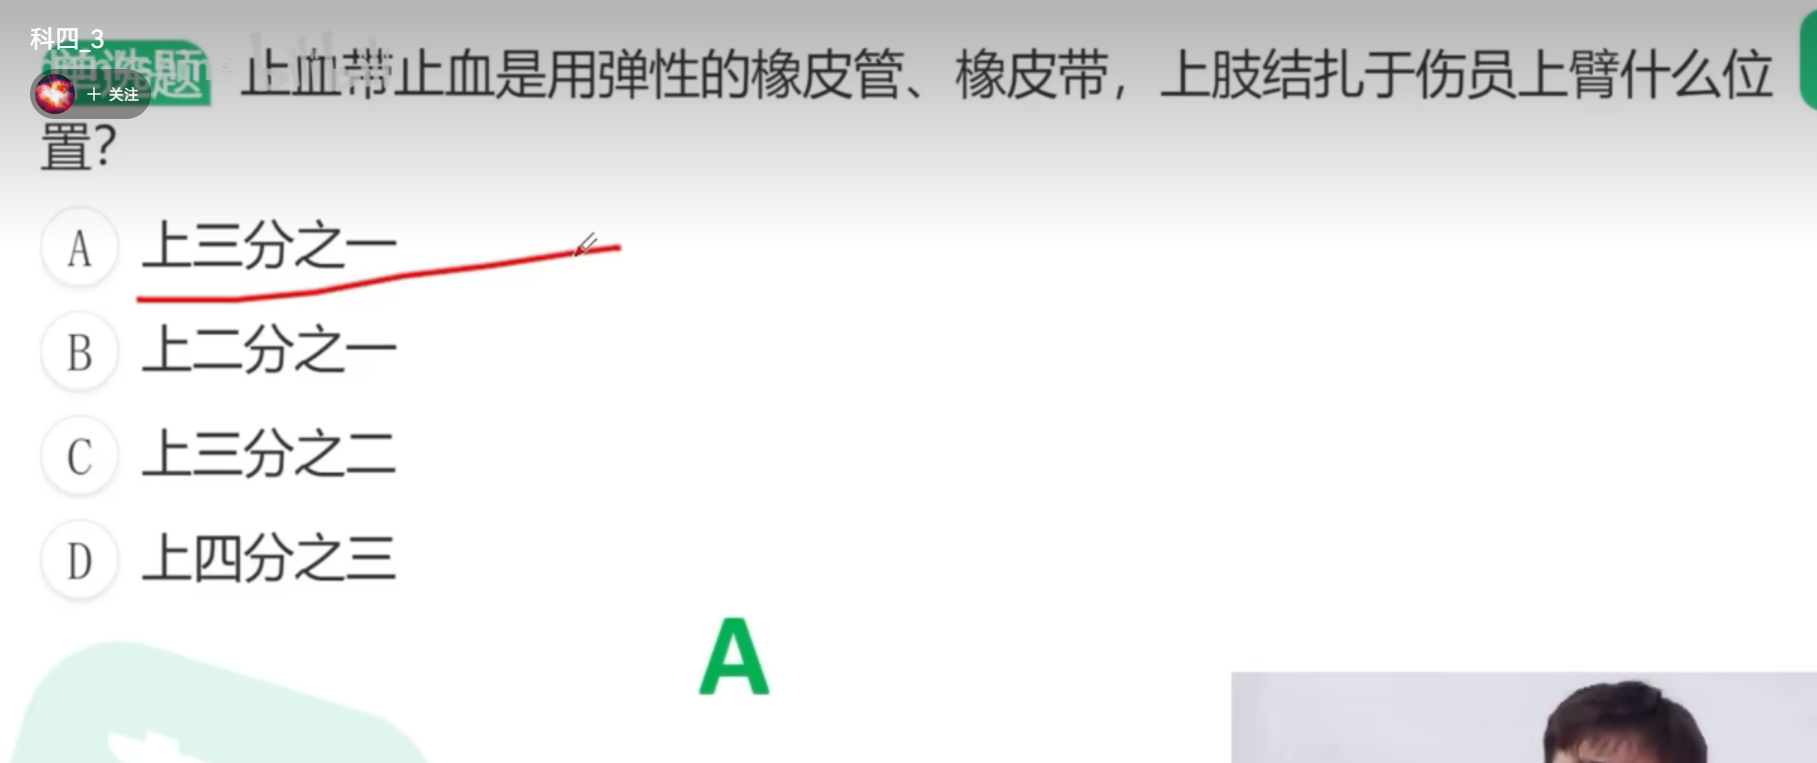 科四_3
单选题 止血带止血是用弹性的橡皮管、橡皮带，上肢结扎于伤员上臂什么位
+ 关注
置？
A 上三分之一
B 上二分之一
C 上三分之二
D 上四分之三
A